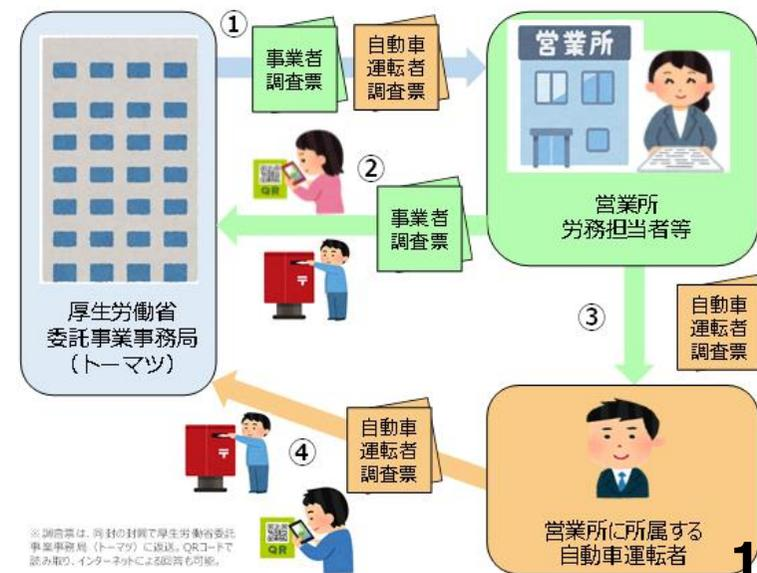 ①
事業者
調査票
自動車
運転者
調査票
営業所
営業所
労務担当者等
QR
②
事業者
調査票
〒
厚生労働省
委託事業事務局
（トーマツ）
③
自動車
運転者
調査票
④
自動車
運転者
調査票
〒
QR
営業所に所属する
自動車運転者
※調査票は、同封の封筒で厚生労働省委託
事業事務局（トーマツ）に返送。QRコードで
読み取り、インターネットによる回答も可能。
1